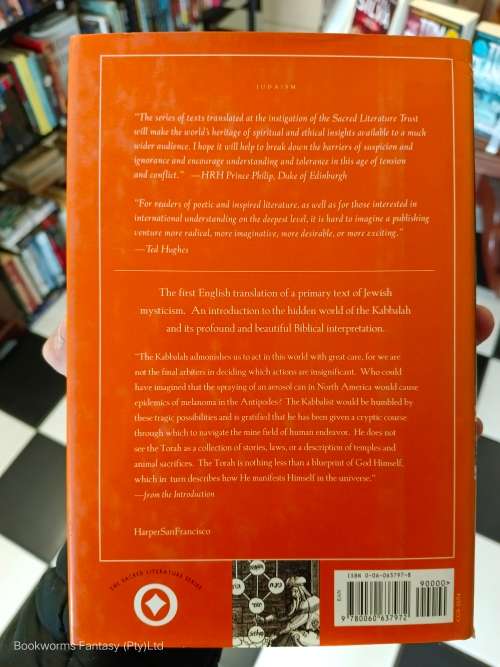 JUDAISM
"The series of texts translated at the instigation of the Sacred Literature Trust
will make the world's heritage of spiritual and ethical insights available to a much
wider audience. I hope it will help to break down the barriers of suspicion and
ignorance and encourage understanding and tolerance in this age of tension
and conflict." —HRH Prince Philip, Duke of Edinburgh
"For readers of poetic and inspired literature, as well as for those interested in
international understanding on the deepest level, it is hard to imagine a publishing
venture more radical, more imaginative, more desirable, or more exciting."
—Ted Hughes
The first English translation of a primary text of Jewish
mysticism. An introduction to the hidden world of the Kabbalah
and its profound and beautiful Biblical interpretation.
"The Kabbalah admonishes us to act in this world with great care, for we are
not the final arbiters in deciding which actions are insignificant. Who could
have imagined that the spraying of an aerosol can in North America would cause
epidemics of melanoma in the Antipodes? The Kabbalist would be humbled by
these tragic possibilities and is gratified that he has been given a cryptic course
through which to navigate the mine field of human endeavor. He does not
see the Torah as a collection of stories, laws, or a description of temples and
animal sacrifices. The Torah is nothing less than a blueprint of God Himself,
which in turn describes how He manifests Himself in the universe."
—from the Introduction
HarperSanFrancisco
THE SACRED LITERATURE SERIES
ISBN 0-06-063797-8
90000>
EAN
9 780060 637972
Bookworms Fantasy (Pty)Ltd